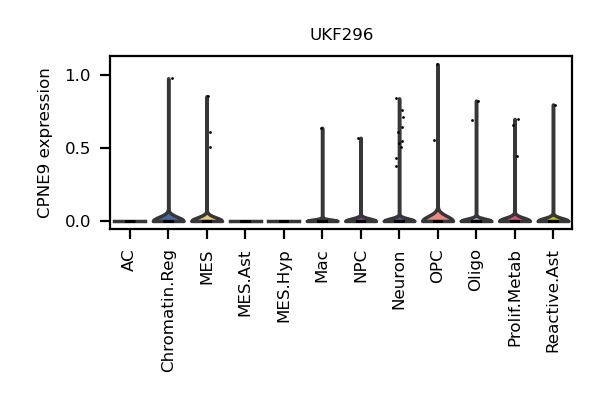 UKF296
CPNE9 expression
1.0
0.5
0.0
AC
Chromatin.Reg
MES
MES.Ast
MES.Hyp
Mac
NPC
Neuron
OPC
Oligo
Prolif.Metab
Reactive.Ast